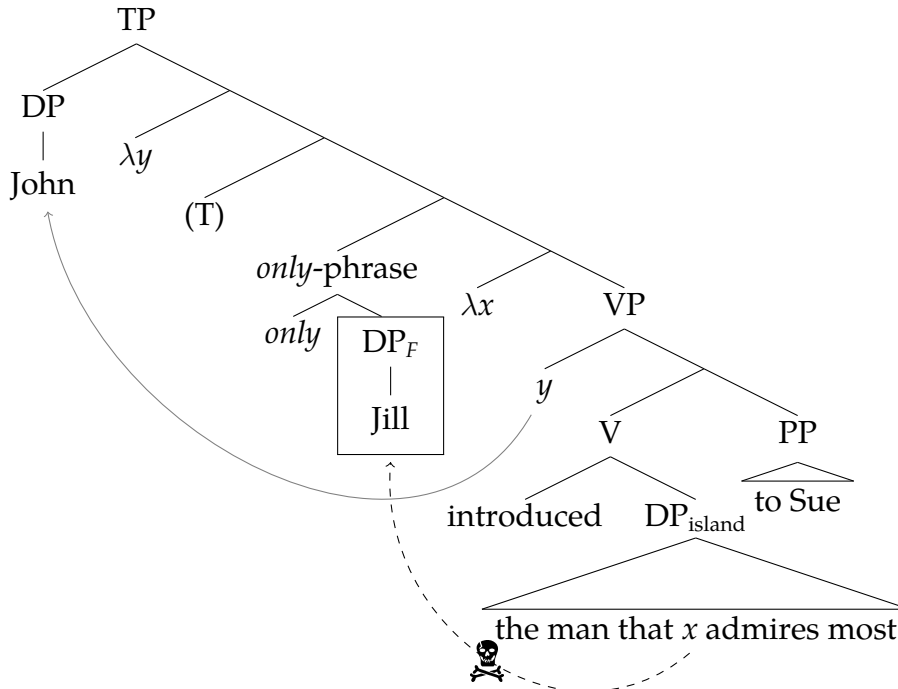 TP
DP
John
λy
(T)
only-phrase
only
DP_F
Jill
λx
VP
y
V
PP
introduced
DP_island
to Sue
the man that x admires most